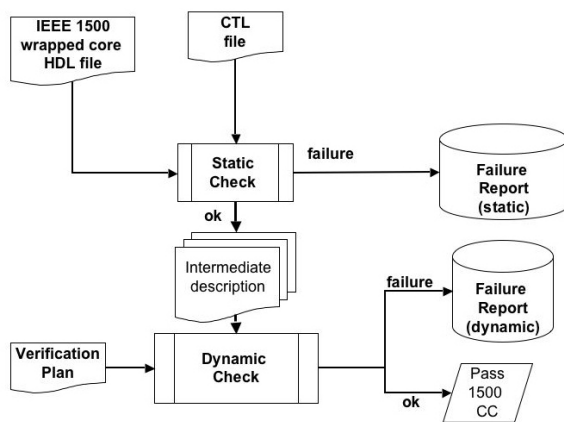 IEEE 1500
wrapped core
HDL file
CTL
file
Static
Check
failure
Failure
Report
(static)
ok
Intermediate
description
Verification
Plan
Dynamic
Check
failure
Failure
Report
(dynamic)
ok
Pass
1500
CC